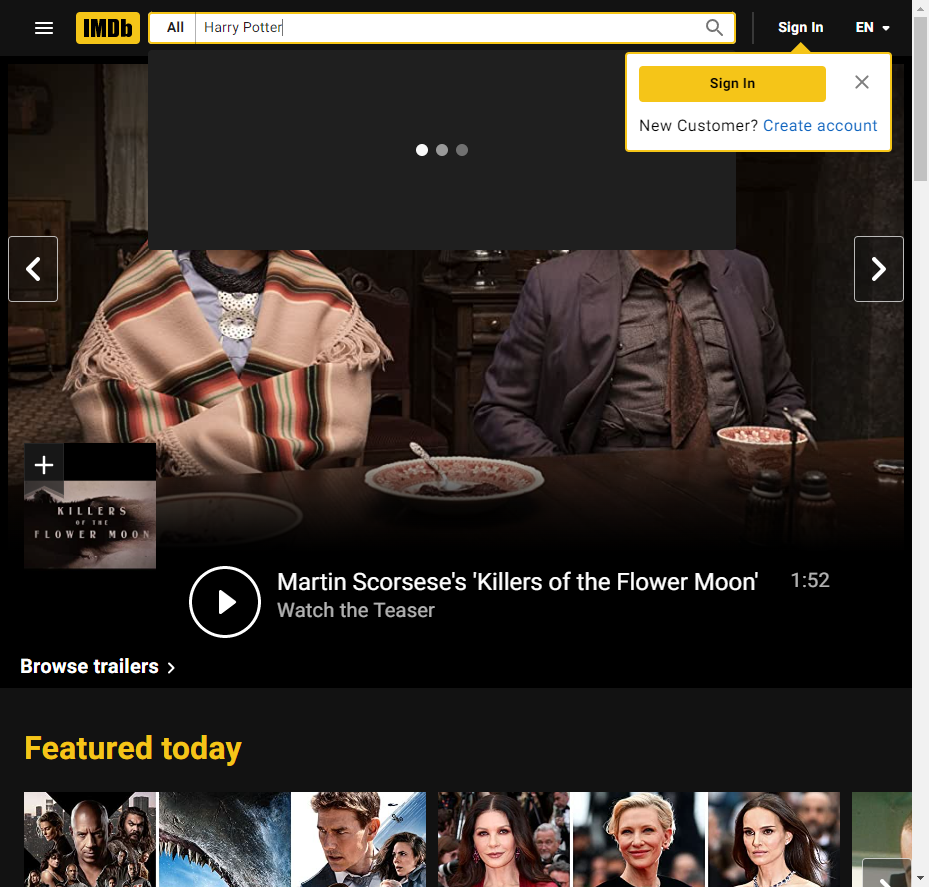 IMDb
All
Harry Potter
Sign In
EN
Sign In
New Customer? Create account
KILLERS
OF THE
FLOWER MOON
Martin Scorsese's 'Killers of the Flower Moon'
1:52
Watch the Teaser
Browse trailers
Featured today